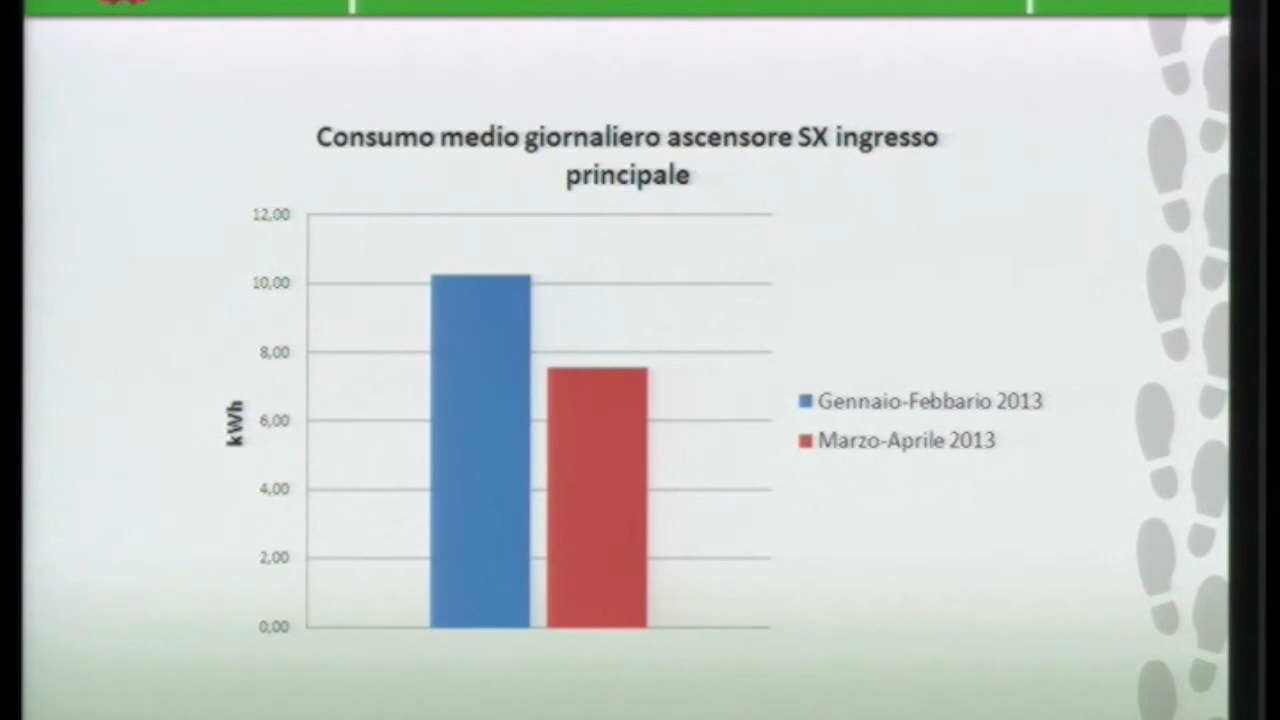 Consumo medio giornaliero ascensore SX ingresso
principale
12,00
10,00
8,00
6,00
4,00
2,00
0,00
kWh
Gennaio-Febbario 2013
Marzo-Aprile 2013